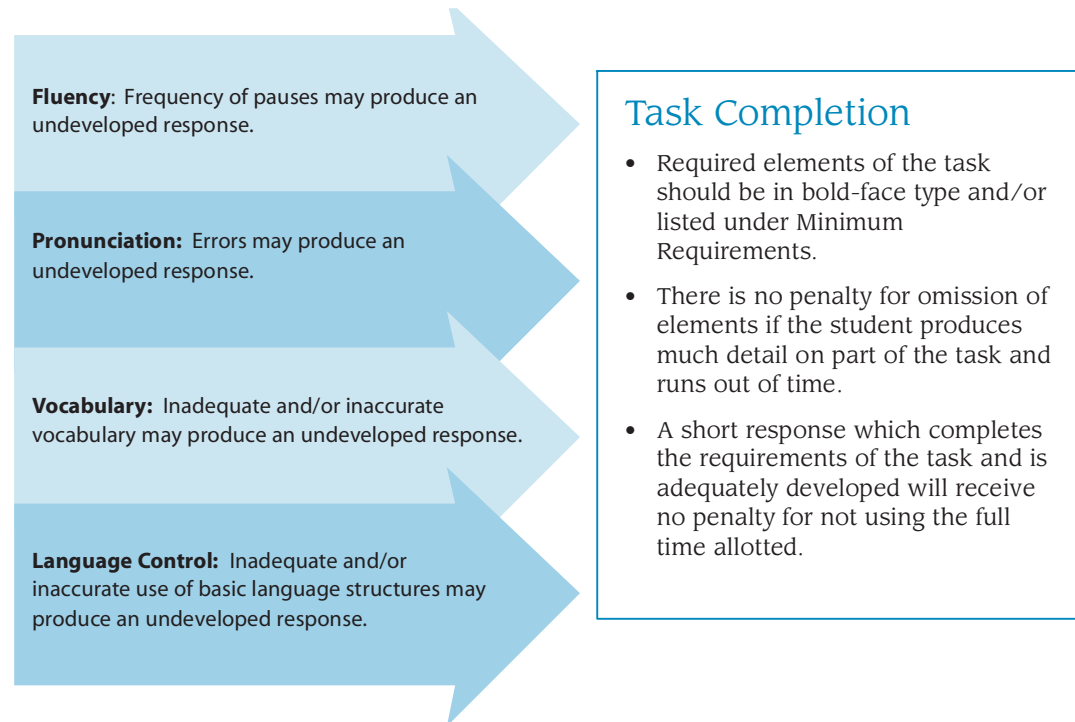 Fluency: Frequency of pauses may produce an
undeveloped response.
Pronunciation: Errors may produce an
undeveloped response.
Vocabulary: Inadequate and/or inaccurate
vocabulary may produce an undeveloped response.
Language Control: Inadequate and/or
inaccurate use of basic language structures may
produce an undeveloped response.
Task Completion
• Required elements of the task
should be in bold-face type and/or
listed under Minimum
Requirements.
• There is no penalty for omission of
elements if the student produces
much detail on part of the task and
runs out of time.
• A short response which completes
the requirements of the task and is
adequately developed will receive
no penalty for not using the full
time allotted.